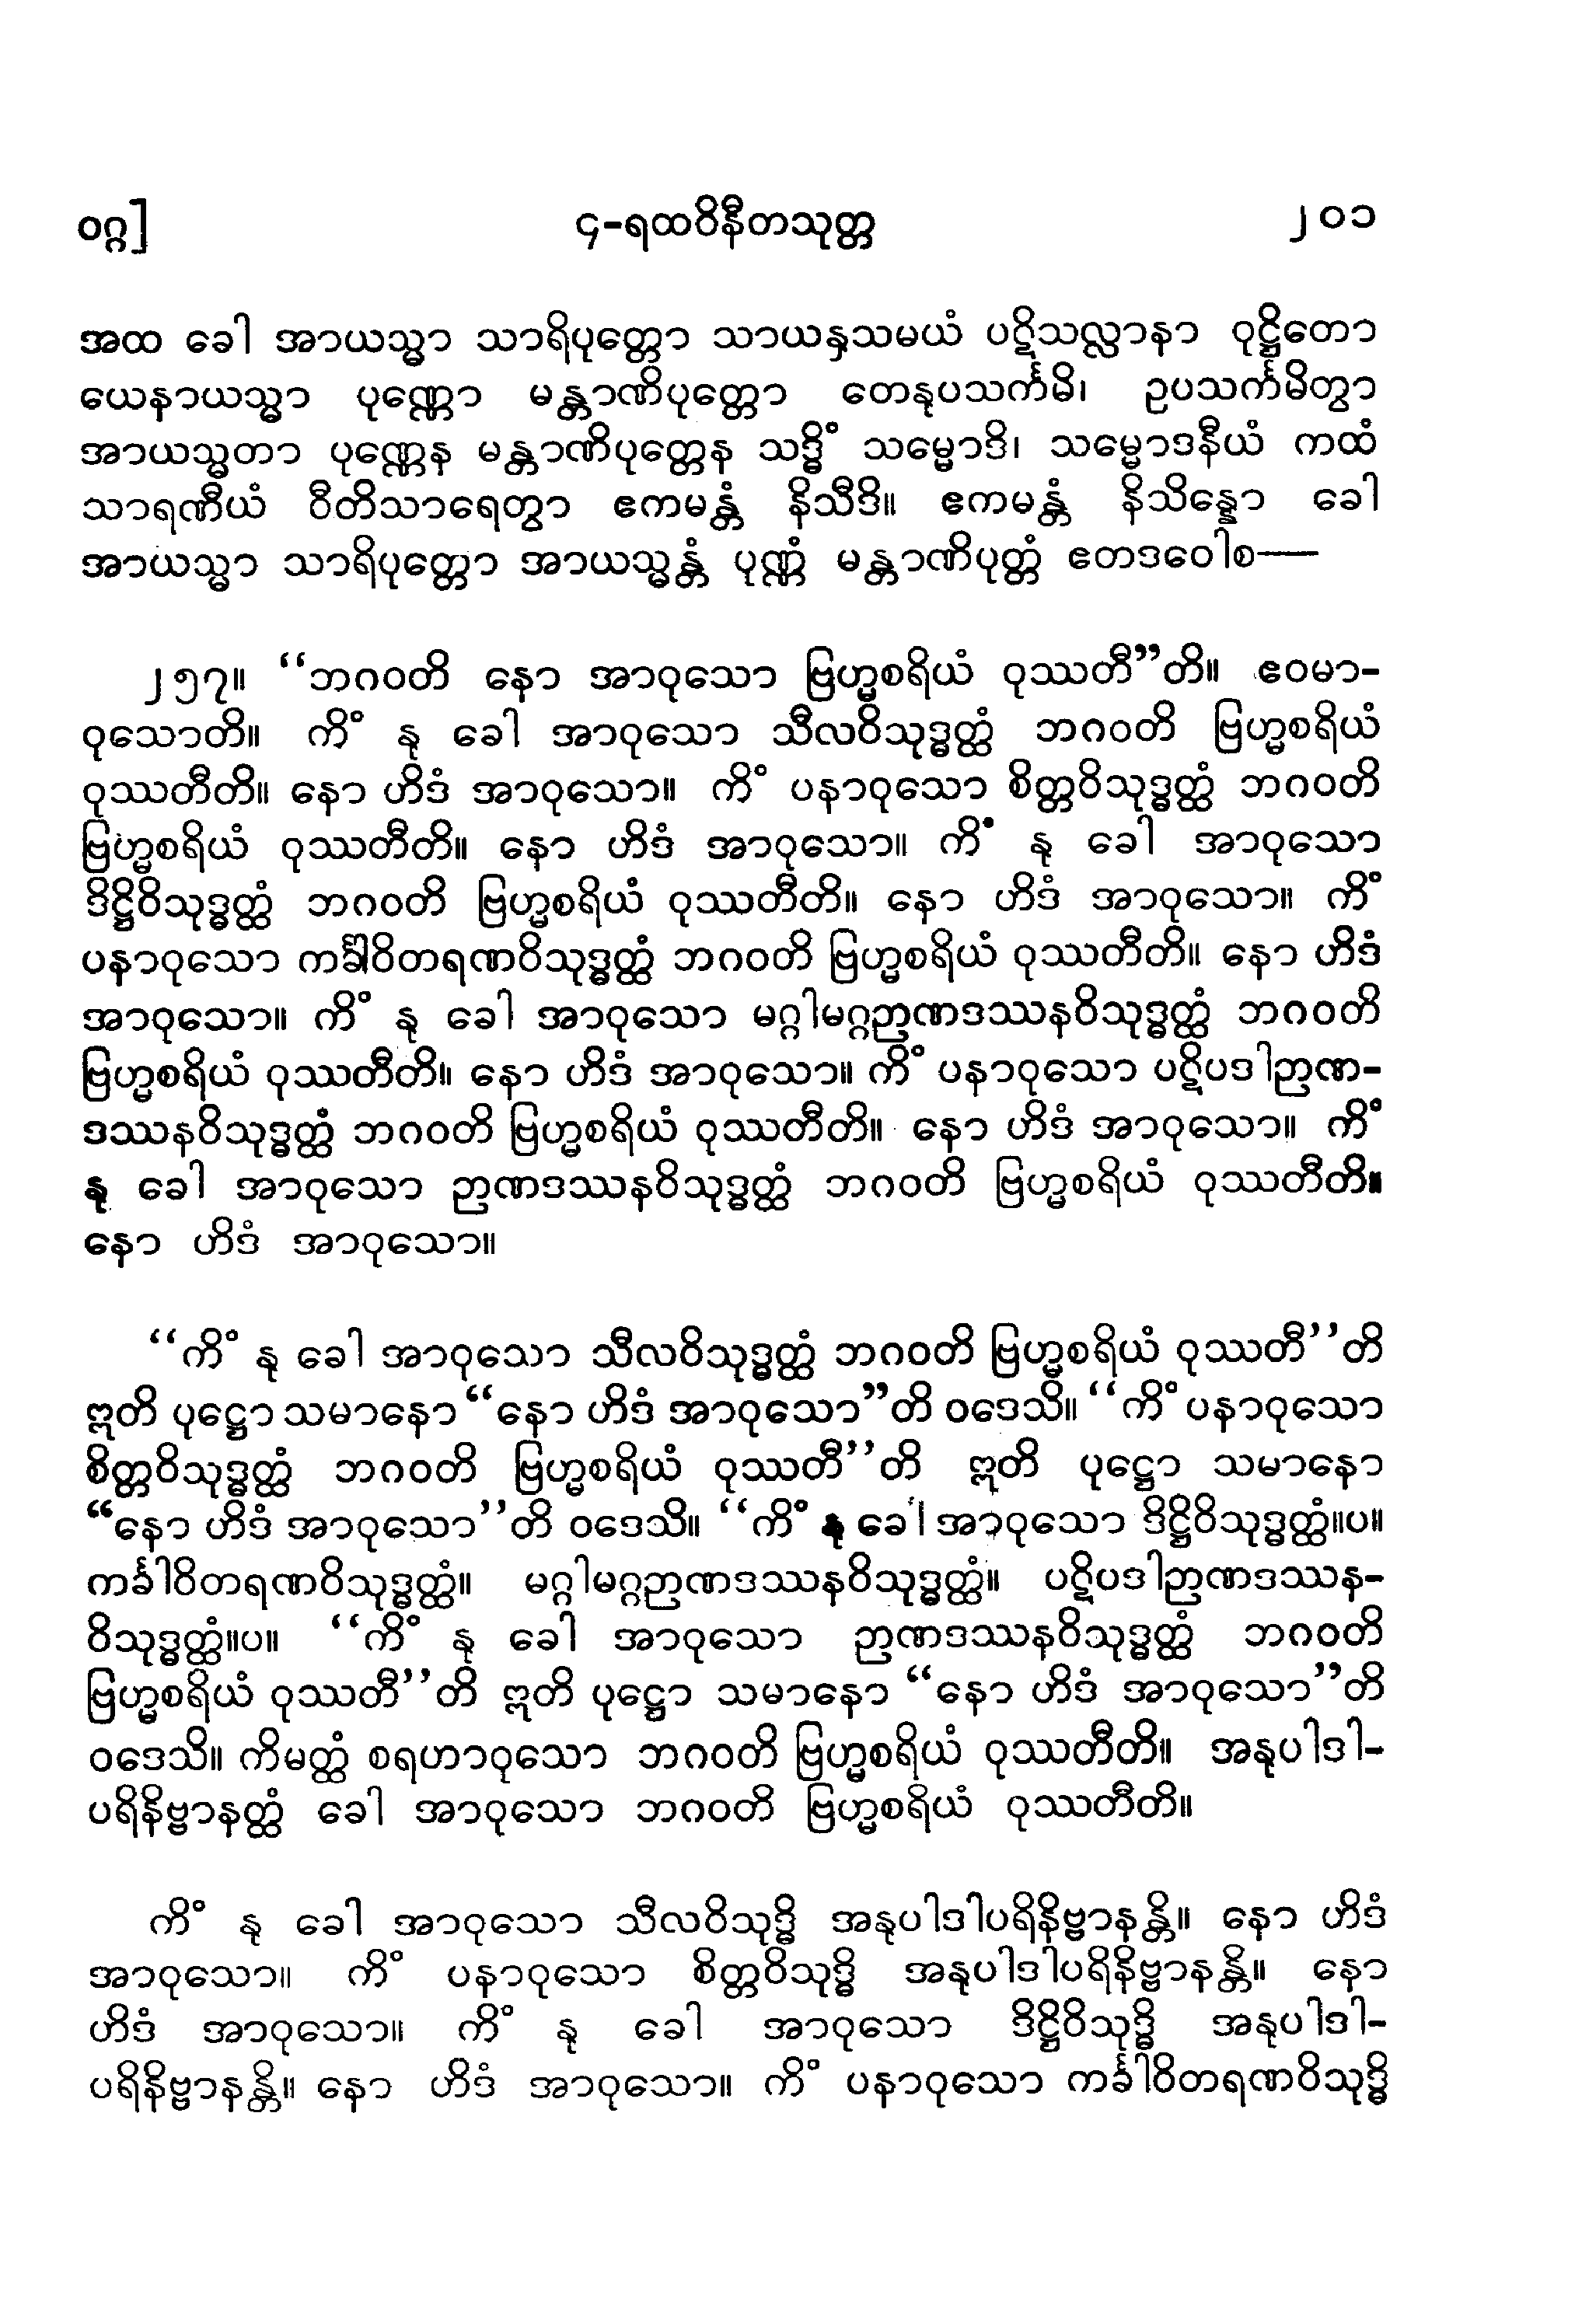 ဝဂ္ဂ] ၄-ရထဝိနီတသုတ္တ ၂၀၁
အထ ခေါ အာယသ္မာ သာရိပုတ္တော သာယနှသမယံ ပဋိသလ္လာနာ ဝုဋ္ဌိတော
ယေနာယသ္မာ ပုဏ္ဏော မန္တာဏိပုတ္တော တေနုပသင်္ကမိ၊ ဥပသင်္ကမိတွာ
အာယသ္မတာ ပုဏ္ဏေန မန္တာဏိပုတ္တေန သဒ္ဓိံ သမ္မောဒိ၊ သမ္မောဒနီယံ ကထံ
သာရဏီယံ ဝီတိသာရေတွာ ဧကမန္တံ နိသီဒိ။ ဧကမန္တံ နိသိန္နော ခေါ
အာယသ္မာ သာရိပုတ္တော အာယသ္မန္တံ ပုဏ္ဏံ မန္တာဏိပုတ္တံ ဧတဒဝေါစ—
၂၅၇။ “ဘဂဝတိ နော အာဝုသော ဗြဟ္မစရိယံ ဝုဿတီ”တိ။ ဧဝမာ-
ဝုသောတိ။ ကိံ နု ခေါ အာဝုသော သီလဝိသုဒ္ဓတ္ထံ ဘဂဝတိ ဗြဟ္မစရိယံ
ဝုဿတီတိ။ နော ဟိဒံ အာဝုသော။ ကိံ ပနာဝုသော စိတ္တဝိသုဒ္ဓတ္ထံ ဘဂဝတိ
ဗြဟ္မစရိယံ ဝုဿတီတိ။ နော ဟိဒံ အာဝုသော။ ကိံ နု ခေါ အာဝုသော
ဒိဋ္ဌိဝိသုဒ္ဓတ္ထံ ဘဂဝတိ ဗြဟ္မစရိယံ ဝုဿတီတိ။ နော ဟိဒံ အာဝုသော။ ကိံ
ပနာဝုသော ကင်္ခါဝိတရဏဝိသုဒ္ဓတ္ထံ ဘဂဝတိ ဗြဟ္မစရိယံ ဝုဿတီတိ။ နော ဟိဒံ
အာဝုသော။ ကိံ နု ခေါ အာဝုသော မဂ္ဂါမဂ္ဂဉာဏဒဿနဝိသုဒ္ဓတ္ထံ ဘဂဝတိ
ဗြဟ္မစရိယံ ဝုဿတီတိ။ နော ဟိဒံ အာဝုသော။ ကိံ ပနာဝုသော ပဋိပဒါဉာဏ-
ဒဿနဝိသုဒ္ဓတ္ထံ ဘဂဝတိ ဗြဟ္မစရိယံ ဝုဿတီတိ။ နော ဟိဒံ အာဝုသော။ ကိံ
နု ခေါ အာဝုသော ဉာဏဒဿနဝိသုဒ္ဓတ္ထံ ဘဂဝတိ ဗြဟ္မစရိယံ ဝုဿတီတိ။
နော ဟိဒံ အာဝုသော။
“ကိံ နု ခေါ အာဝုသော သီလဝိသုဒ္ဓတ္ထံ ဘဂဝတိ ဗြဟ္မစရိယံ ဝုဿတီ”တိ
ဣတိ ပုဋ္ဌော သမာနော “နော ဟိဒံ အာဝုသော”တိ ဝဒေသိ။ “ကိံ ပနာဝုသော
စိတ္တဝိသုဒ္ဓတ္ထံ ဘဂဝတိ ဗြဟ္မစရိယံ ဝုဿတီ”တိ ဣတိ ပုဋ္ဌော သမာနော
“နော ဟိဒံ အာဝုသော”တိ ဝဒေသိ။ “ကိံ နု ခေါ အာဝုသော ဒိဋ္ဌိဝိသုဒ္ဓတ္ထံ။ပ။
ကင်္ခါဝိတရဏဝိသုဒ္ဓတ္ထံ။ မဂ္ဂါမဂ္ဂဉာဏဒဿနဝိသုဒ္ဓတ္ထံ။ ပဋိပဒါဉာဏဒဿန-
ဝိသုဒ္ဓတ္ထံ။ပ။ “ကိံ နု ခေါ အာဝုသော ဉာဏဒဿနဝိသုဒ္ဓတ္ထံ ဘဂဝတိ
ဗြဟ္မစရိယံ ဝုဿတီ”တိ ဣတိ ပုဋ္ဌော သမာနော “နော ဟိဒံ အာဝုသော”တိ
ဝဒေသိ။ ကိမတ္ထံ စရဟာဝုသော ဘဂဝတိ ဗြဟ္မစရိယံ ဝုဿတီတိ။ အနုပါဒါ-
ပရိနိဗ္ဗာနတ္ထံ ခေါ အာဝုသော ဘဂဝတိ ဗြဟ္မစရိယံ ဝုဿတီတိ။
ကိံ နု ခေါ အာဝုသော သီလဝိသုဒ္ဓိ အနုပါဒါပရိနိဗ္ဗာနန္တိ။ နော ဟိဒံ
အာဝုသော။ ကိံ ပနာဝုသော စိတ္တဝိသုဒ္ဓိ အနုပါဒါပရိနိဗ္ဗာနန္တိ။ နော
ဟိဒံ အာဝုသော။ ကိံ နု ခေါ အာဝုသော ဒိဋ္ဌိဝိသုဒ္ဓိ အနုပါဒါ-
ပရိနိဗ္ဗာနန္တိ။ နော ဟိဒံ အာဝုသော။ ကိံ ပနာဝုသော ကင်္ခါဝိတရဏဝိသုဒ္ဓိ